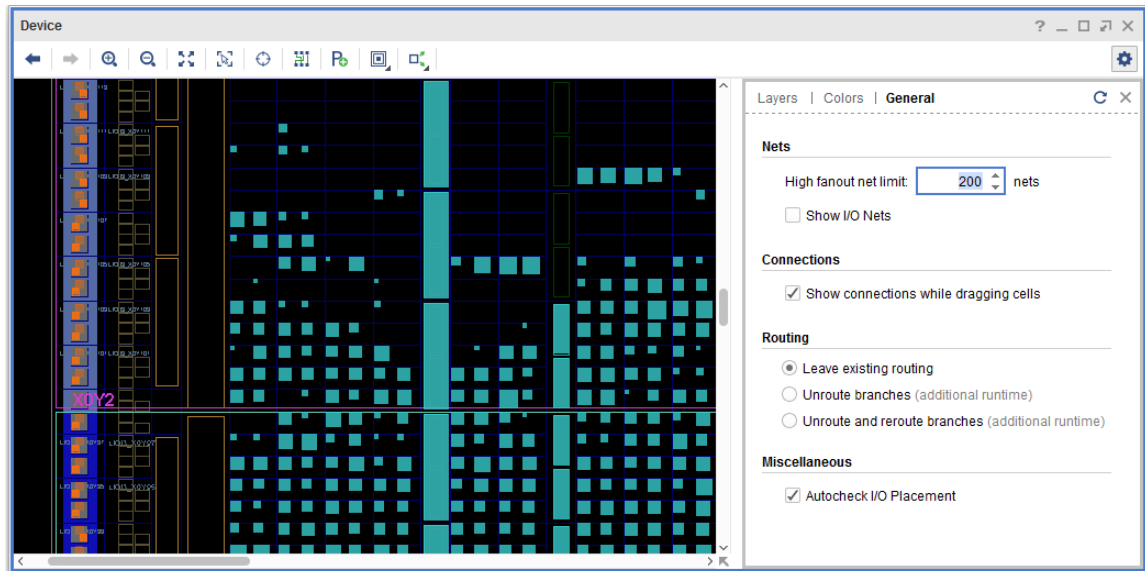 Device
Layers | Colors | General
Nets
High fanout net limit: 200 nets
Show I/O Nets
Connections
Show connections while dragging cells
Routing
Leave existing routing
Unroute branches (additional runtime)
Unroute and reroute branches (additional runtime)
Miscellaneous
Autocheck I/O Placement
X0Y2